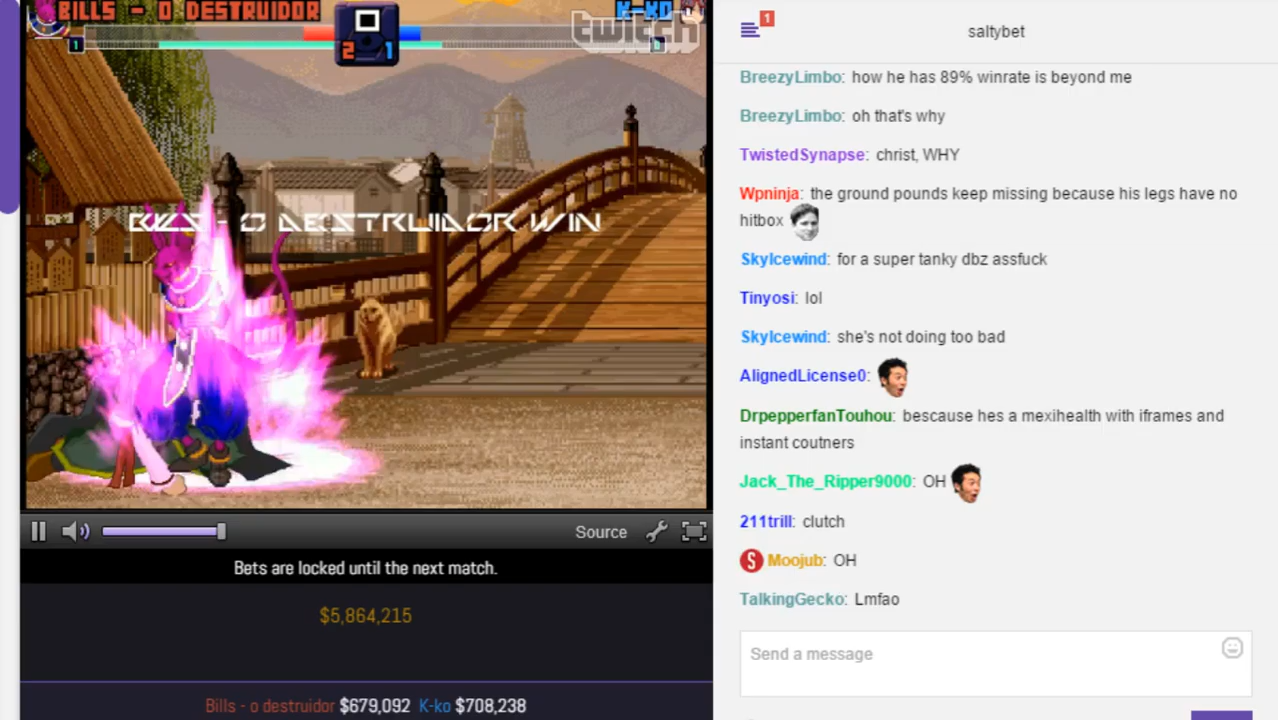 BILLS - O DESTRUIDOR
K-KO
twitch
1
2 1
BILLS - O DESTRUIDOR WIN
Source
Bets are locked until the next match.
$5,864,215
Bills - o destruidor $679,092 K-ko $708,238
1
saltybet
BreezyLimbo: how he has 89% winrate is beyond me
BreezyLimbo: oh that's why
TwistedSynapse: christ, WHY
Wpninja: the ground pounds keep missing because his legs have no
hitbox
SkyIcewind: for a super tanky dbz assfuck
Tinyosi: lol
SkyIcewind: she's not doing too bad
AlignedLicense0:
DrpepperfanTouhou: bescause hes a mexihealth with iframes and
instant coutners
Jack_The_Ripper9000: OH
211trill: clutch
S Moojub: OH
TalkingGecko: Lmfao
Send a message